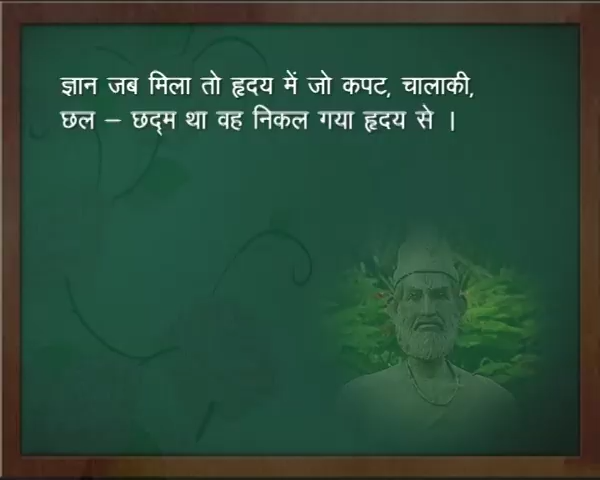 ज्ञान जब मिला तो हृदय में जो कपट, चालाकी,
छल – छद्म था वह निकल गया हृदय से ।